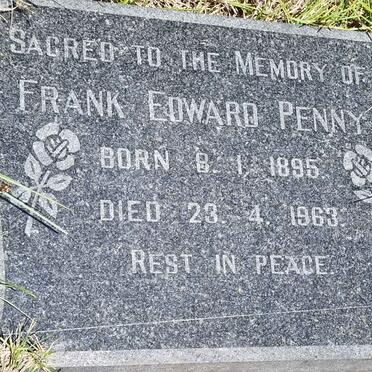 SACRED TO THE MEMORY OF
FRANK EDWARD PENNY
BORN 8. 1. 1895
DIED 23. 4. 1963.
REST IN PEACE.